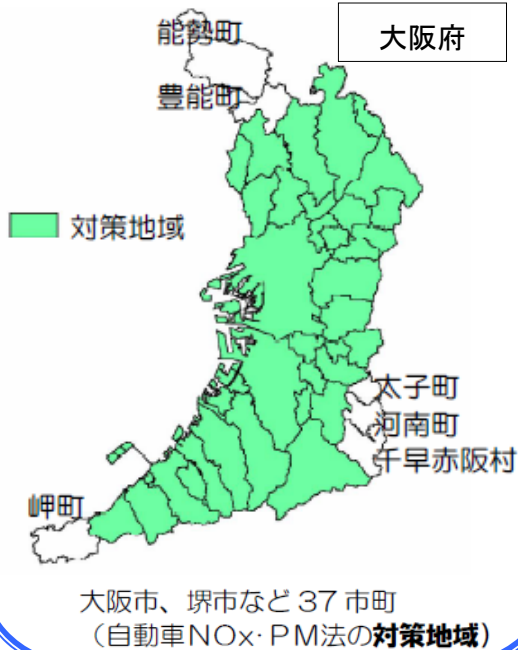 大阪府
能勢町
豊能町
対策地域
太子町
河南町
千早赤阪村
岬町
大阪市、堺市など37市町
（自動車NOx･PM法の対策地域）